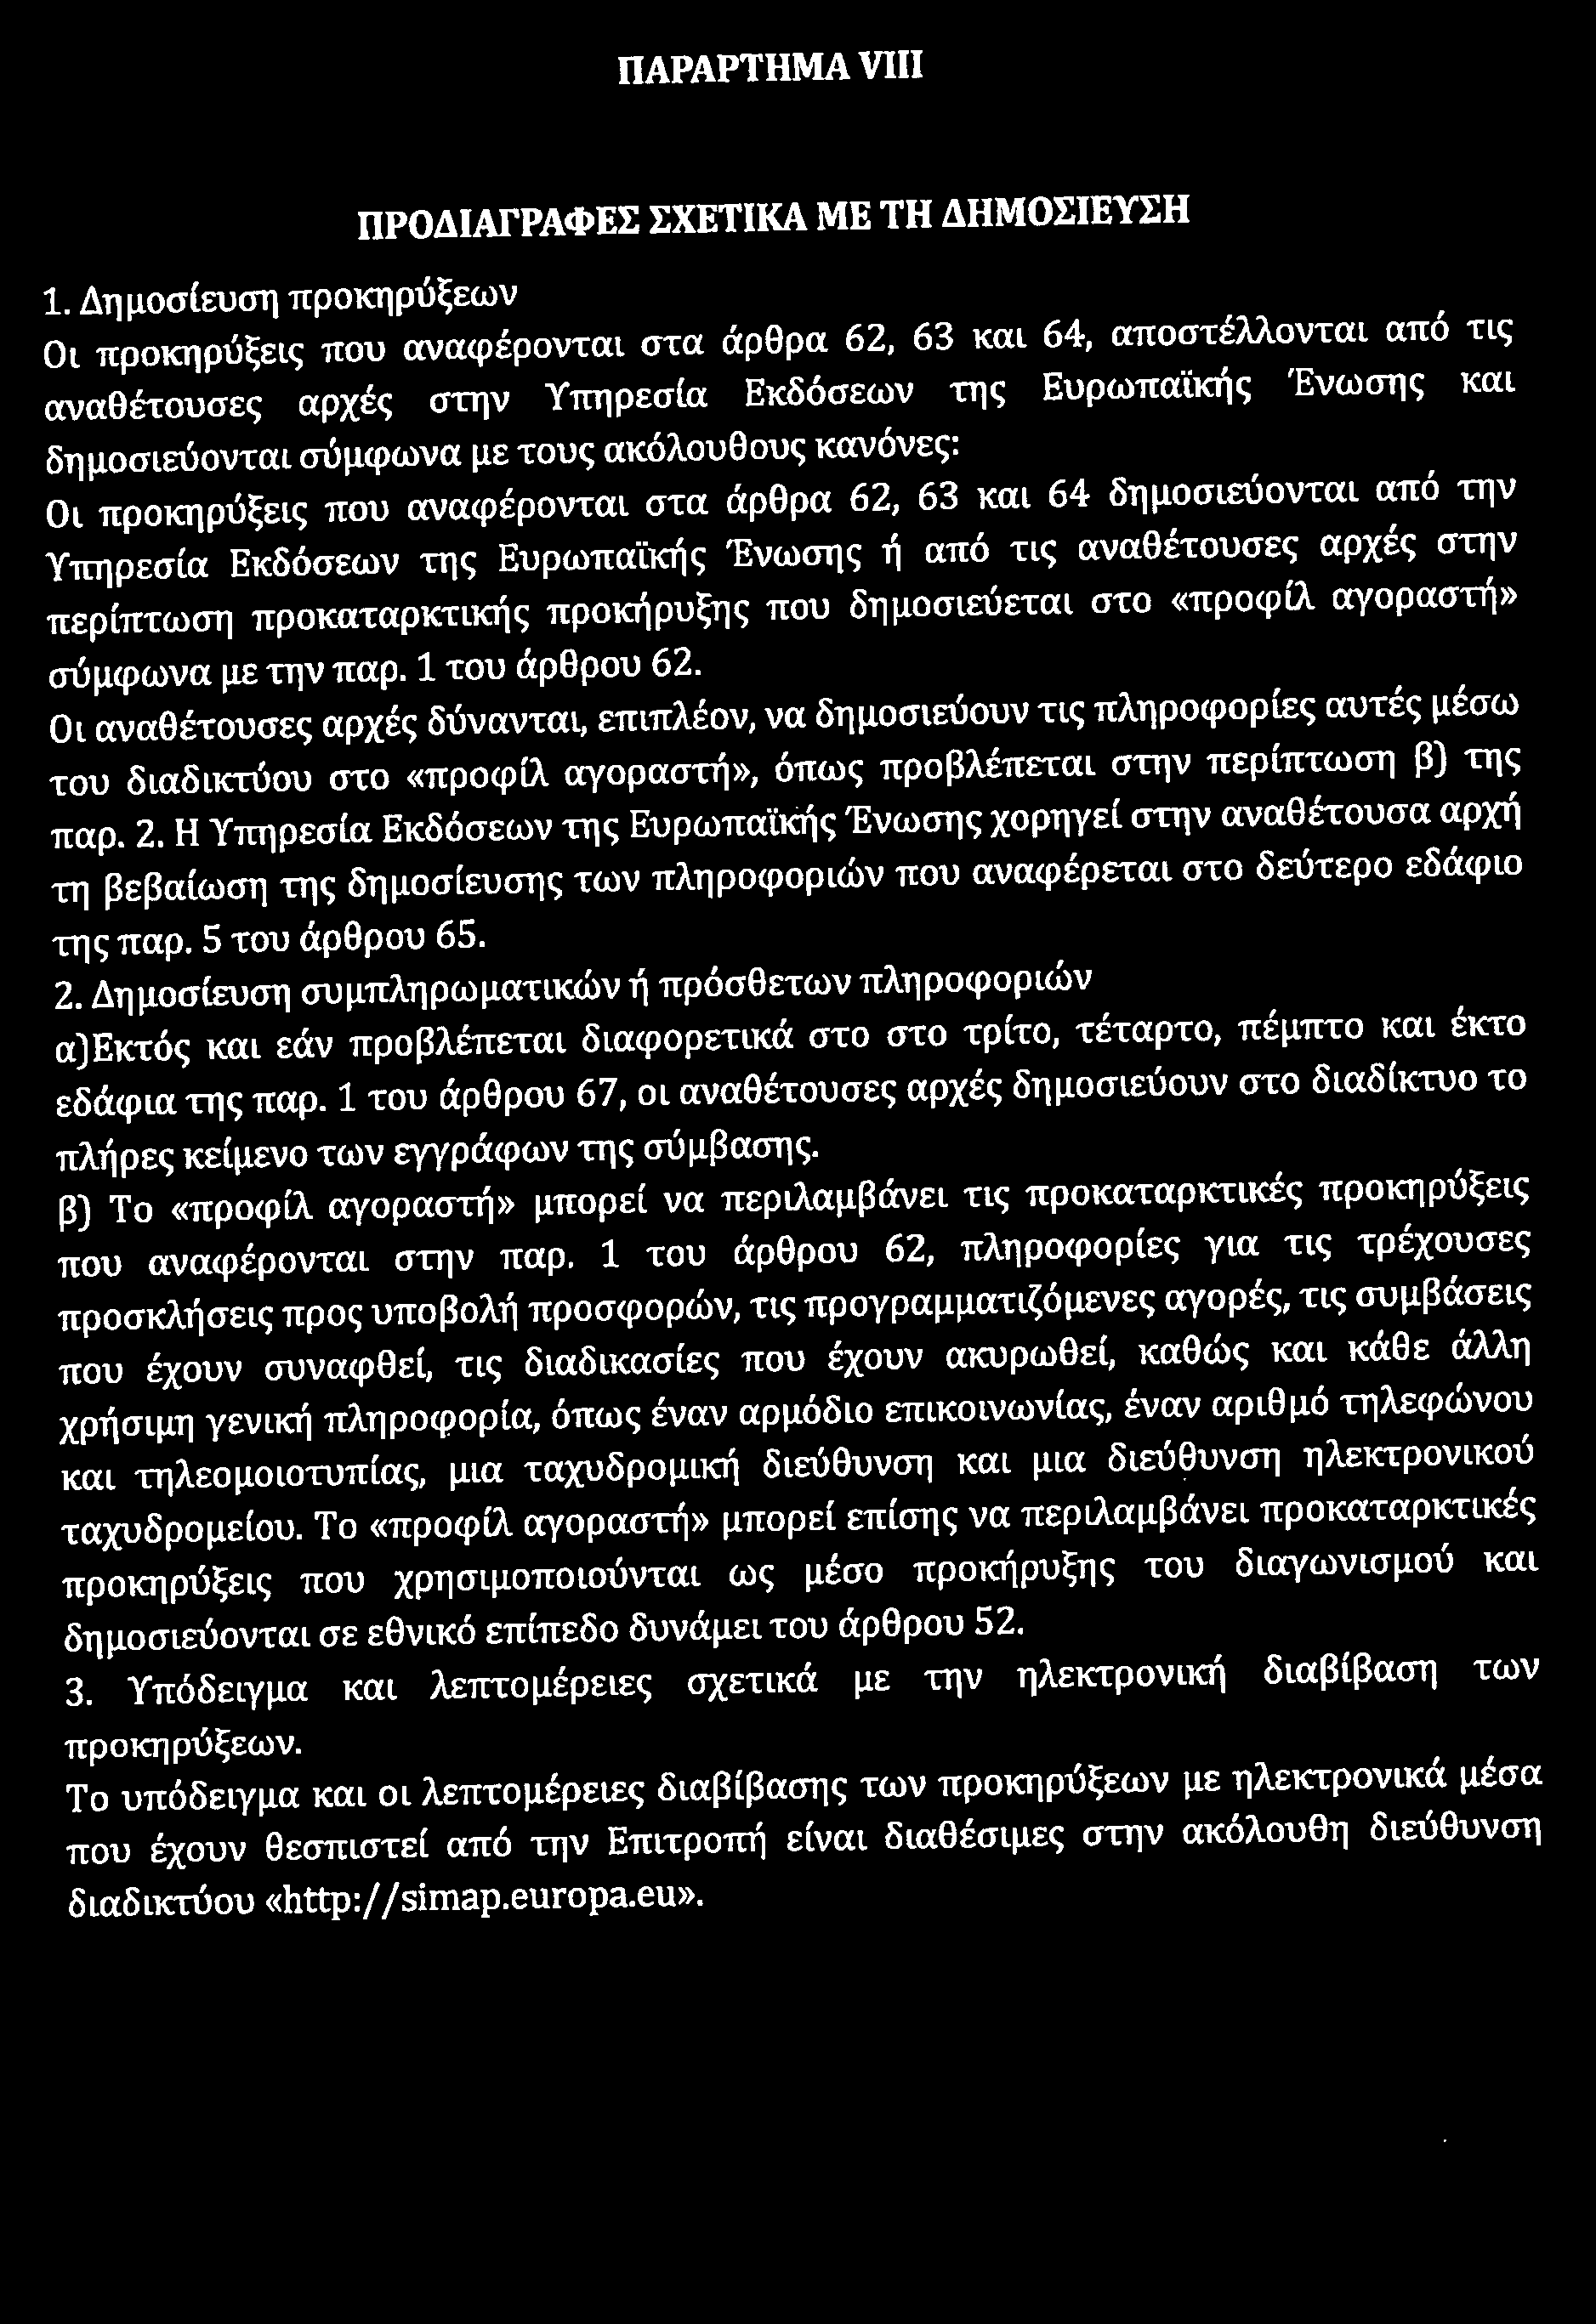 ΠΑΡΑΡΤΗΜΑ VIII
ΠΡΟΔΙΑΓΡΑΦΕΣ ΣΧΕΤΙΚΑ ΜΕ ΤΗ ΔΗΜΟΣΙΕΥΣΗ
1. Δημοσίευση προκηρύξεων
Οι προκηρύξεις που αναφέρονται στα άρθρα 62, 63 και 64, αποστέλλονται από τις
αναθέτουσες αρχές στην Υπηρεσία Εκδόσεων της Ευρωπαϊκής Ένωσης και
δημοσιεύονται σύμφωνα με τους ακόλουθους κανόνες:
Οι προκηρύξεις που αναφέρονται στα άρθρα 62, 63 και 64 δημοσιεύονται από την
Υπηρεσία Εκδόσεων της Ευρωπαϊκής Ένωσης ή από τις αναθέτουσες αρχές στην
περίπτωση προκαταρκτικής προκήρυξης που δημοσιεύεται στο «προφίλ αγοραστή»
σύμφωνα με την παρ. 1 του άρθρου 62.
Οι αναθέτουσες αρχές δύνανται, επιπλέον, να δημοσιεύουν τις πληροφορίες αυτές μέσω
του διαδικτύου στο «προφίλ αγοραστή», όπως προβλέπεται στην περίπτωση β) της
παρ. 2. Η Υπηρεσία Εκδόσεων της Ευρωπαϊκής Ένωσης χορηγεί στην αναθέτουσα αρχή
τη βεβαίωση της δημοσίευσης των πληροφοριών που αναφέρεται στο δεύτερο εδάφιο
της παρ. 5 του άρθρου 65.
2. Δημοσίευση συμπληρωματικών ή πρόσθετων πληροφοριών
α)Εκτός και εάν προβλέπεται διαφορετικά στο στο τρίτο, τέταρτο, πέμπτο και έκτο
εδάφια της παρ. 1 του άρθρου 67, οι αναθέτουσες αρχές δημοσιεύουν στο διαδίκτυο το
πλήρες κείμενο των εγγράφων της σύμβασης.
β) Το «προφίλ αγοραστή» μπορεί να περιλαμβάνει τις προκαταρκτικές προκηρύξεις
που αναφέρονται στην παρ. 1 του άρθρου 62, πληροφορίες για τις τρέχουσες
προσκλήσεις προς υποβολή προσφορών, τις προγραμματιζόμενες αγορές, τις συμβάσεις
που έχουν συναφθεί, τις διαδικασίες που έχουν ακυρωθεί, καθώς και κάθε άλλη
χρήσιμη γενική πληροφορία, όπως έναν αρμόδιο επικοινωνίας, έναν αριθμό τηλεφώνου
και τηλεομοιοτυπίας, μια ταχυδρομική διεύθυνση και μια διεύθυνση ηλεκτρονικού
ταχυδρομείου. Το «προφίλ αγοραστή» μπορεί επίσης να περιλαμβάνει προκαταρκτικές
προκηρύξεις που χρησιμοποιούνται ως μέσο προκήρυξης του διαγωνισμού και
δημοσιεύονται σε εθνικό επίπεδο δυνάμει του άρθρου 52.
3. Υπόδειγμα και λεπτομέρειες σχετικά με την ηλεκτρονική διαβίβαση των
προκηρύξεων.
Το υπόδειγμα και οι λεπτομέρειες διαβίβασης των προκηρύξεων με ηλεκτρονικά μέσα
που έχουν θεσπιστεί από την Επιτροπή είναι διαθέσιμες στην ακόλουθη διεύθυνση
διαδικτύου «http://simap.europa.eu».